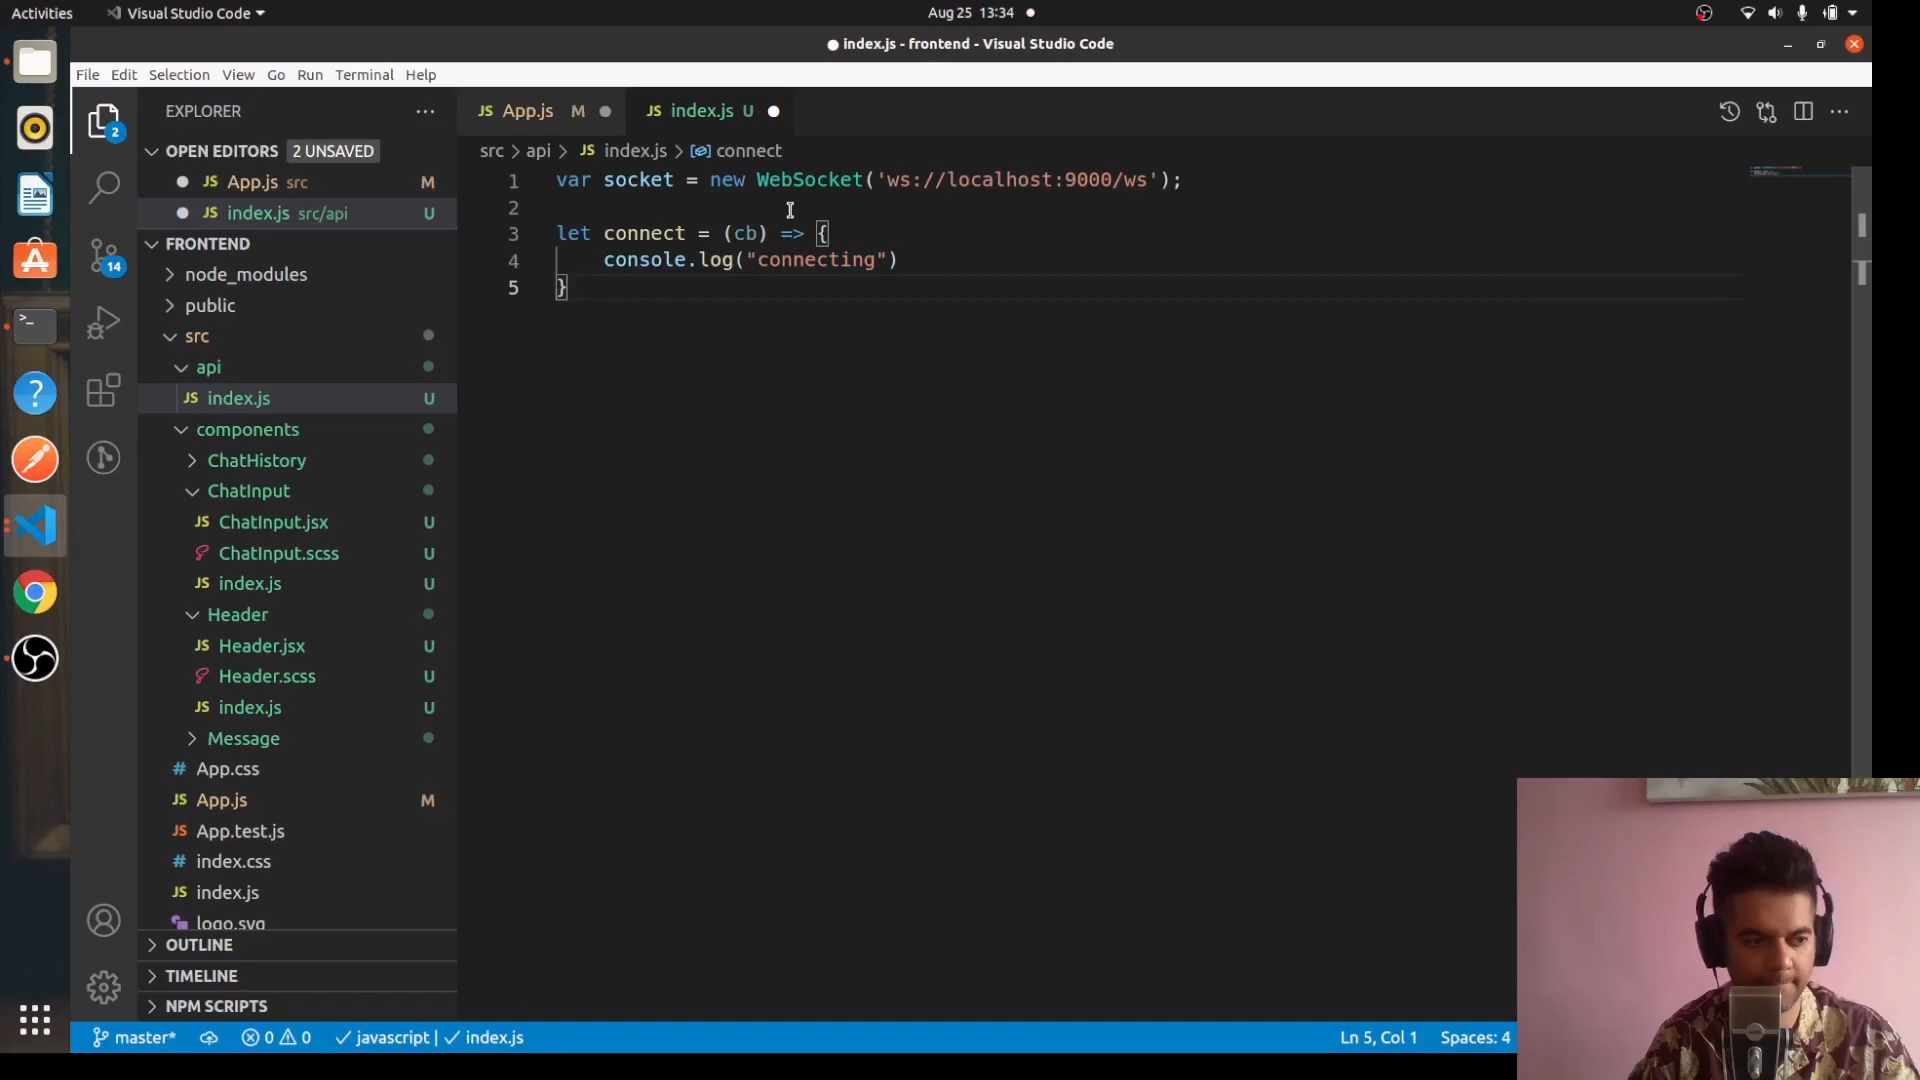 Activities
Visual Studio Code
Aug 25 13:34
index.js - frontend - Visual Studio Code
File Edit Selection View Go Run Terminal Help
EXPLORER
OPEN EDITORS 2 UNSAVED
JS App.js src M
JS index.js src/api U
FRONTEND
node_modules
public
src
api
JS index.js U
components
ChatHistory
ChatInput
JS ChatInput.jsx U
ChatInput.scss U
JS index.js U
Header
JS Header.jsx U
Header.scss U
JS index.js U
Message
# App.css
JS App.js M
JS App.test.js
# index.css
JS index.js
logo.svg
OUTLINE
TIMELINE
NPM SCRIPTS
2
14
JS App.js M
JS index.js U
src > api > JS index.js > connect
1 var socket = new WebSocket('ws://localhost:9000/ws');
2
3 let connect = (cb) => {
4 console.log("connecting")
5 }
master*
0 0
javascript | index.js
Ln 5, Col 1
Spaces: 4